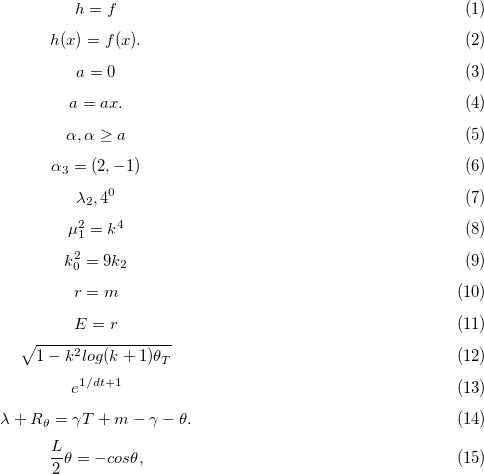 h = f (1)
h(x) = f(x). (2)
a = 0 (3)
a = ax. (4)
α, α ≥ a (5)
α₃ = (2, −1) (6)
λ₂, 4⁰ (7)
μ₁² = k⁴ (8)
k₀² = 9k₂ (9)
r = m (10)
E = r (11)
√(1 − k²log(k + 1)θ_T) (12)
e^{1/dt+1} (13)
λ + R_θ = γT + m − γ − θ. (14)
\frac{L}{2}θ = −cosθ, (15)